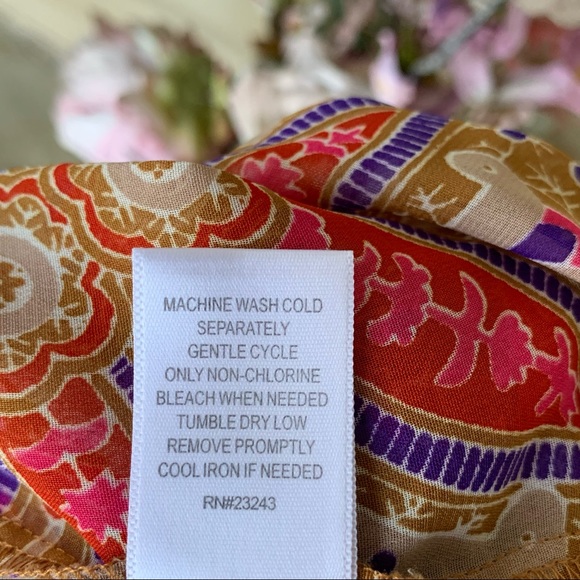 MACHINE WASH COLD
SEPARATELY
GENTLE CYCLE
ONLY NON-CHLORINE
BLEACH WHEN NEEDED
TUMBLE DRY LOW
REMOVE PROMPTLY
COOL IRON IF NEEDED
RN#23243